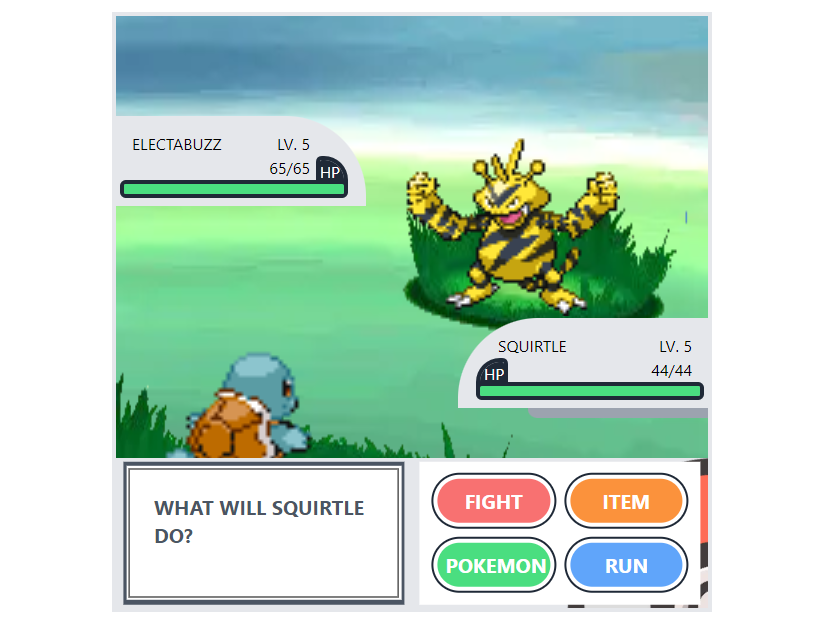 ELECTABUZZ LV. 5
65/65 HP
SQUIRTLE LV. 5
HP 44/44
WHAT WILL SQUIRTLE
DO?
FIGHT ITEM
POKEMON RUN